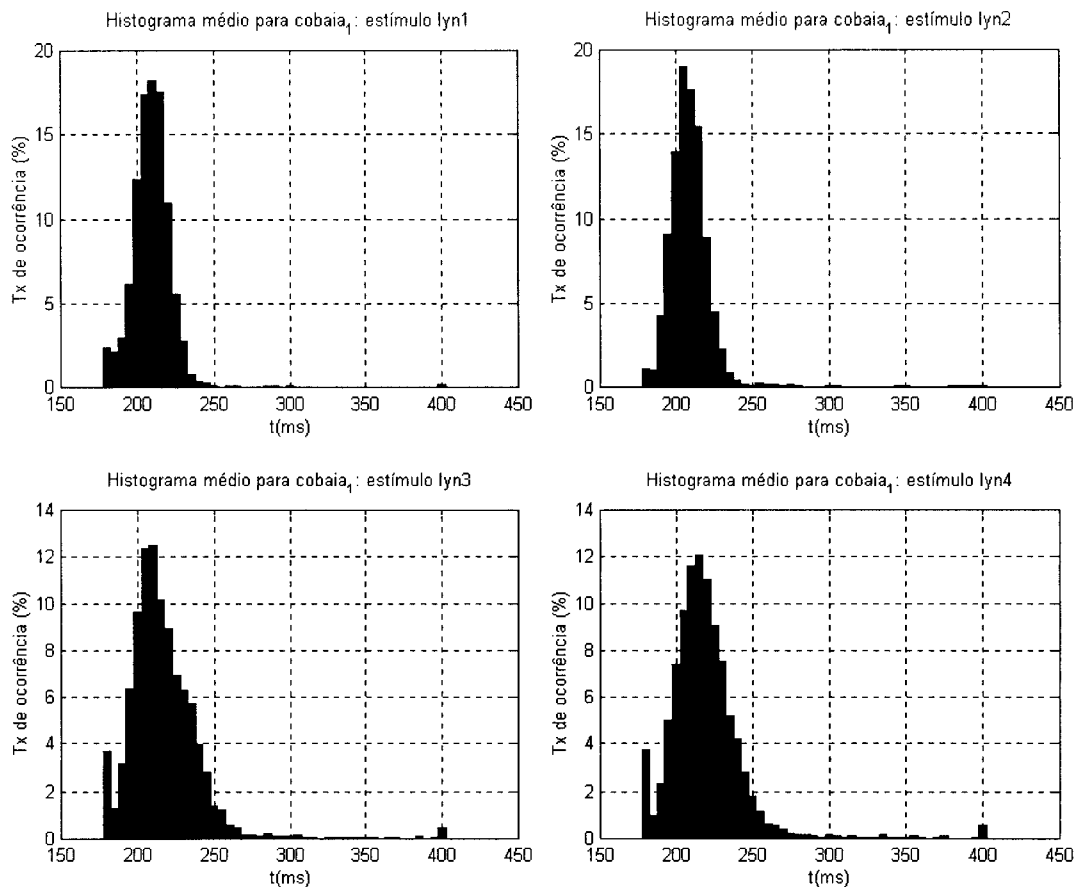 Histograma médio para cobaia₁: estímulo lyn1
20
15
10
5
0
Tx de ocorrência (%)
150 200 250 300 350 400 450
t(ms)
Histograma médio para cobaia₁: estímulo lyn2
20
15
10
5
0
Tx de ocorrência (%)
150 200 250 300 350 400 450
t(ms)
Histograma médio para cobaia₁: estímulo lyn3
14
12
10
8
6
4
2
0
Tx de ocorrência (%)
150 200 250 300 350 400 450
t(ms)
Histograma médio para cobaia₁: estímulo lyn4
14
12
10
8
6
4
2
0
Tx de ocorrência (%)
150 200 250 300 350 400 450
t(ms)